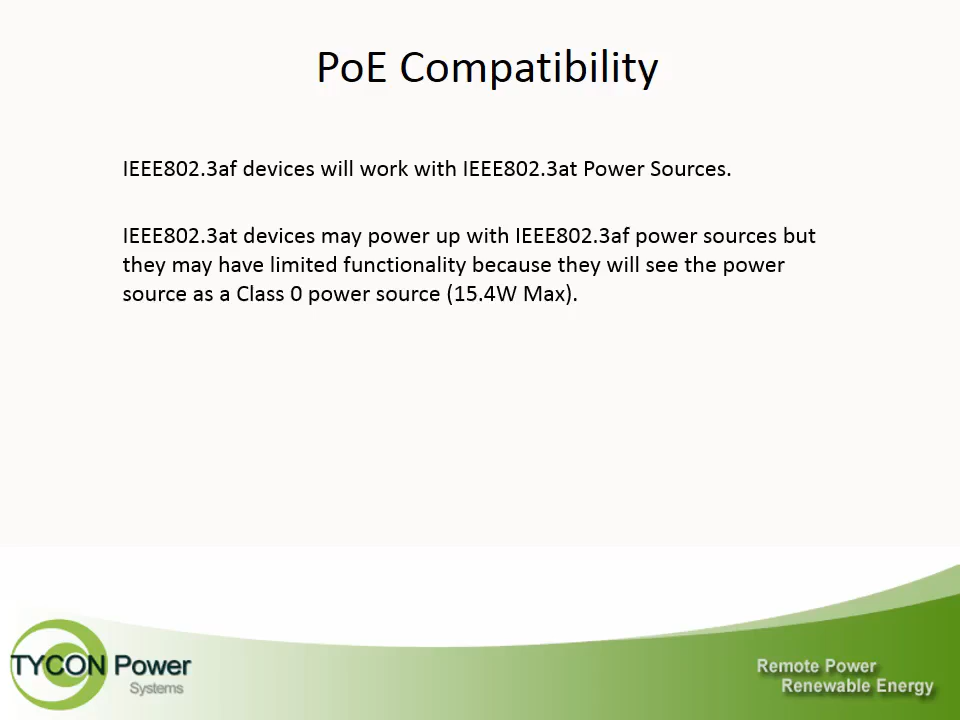 PoE Compatibility
IEEE802.3af devices will work with IEEE802.3at Power Sources.
IEEE802.3at devices may power up with IEEE802.3af power sources but
they may have limited functionality because they will see the power
source as a Class 0 power source (15.4W Max).
TYCON Power
Systems
Remote Power
Renewable Energy